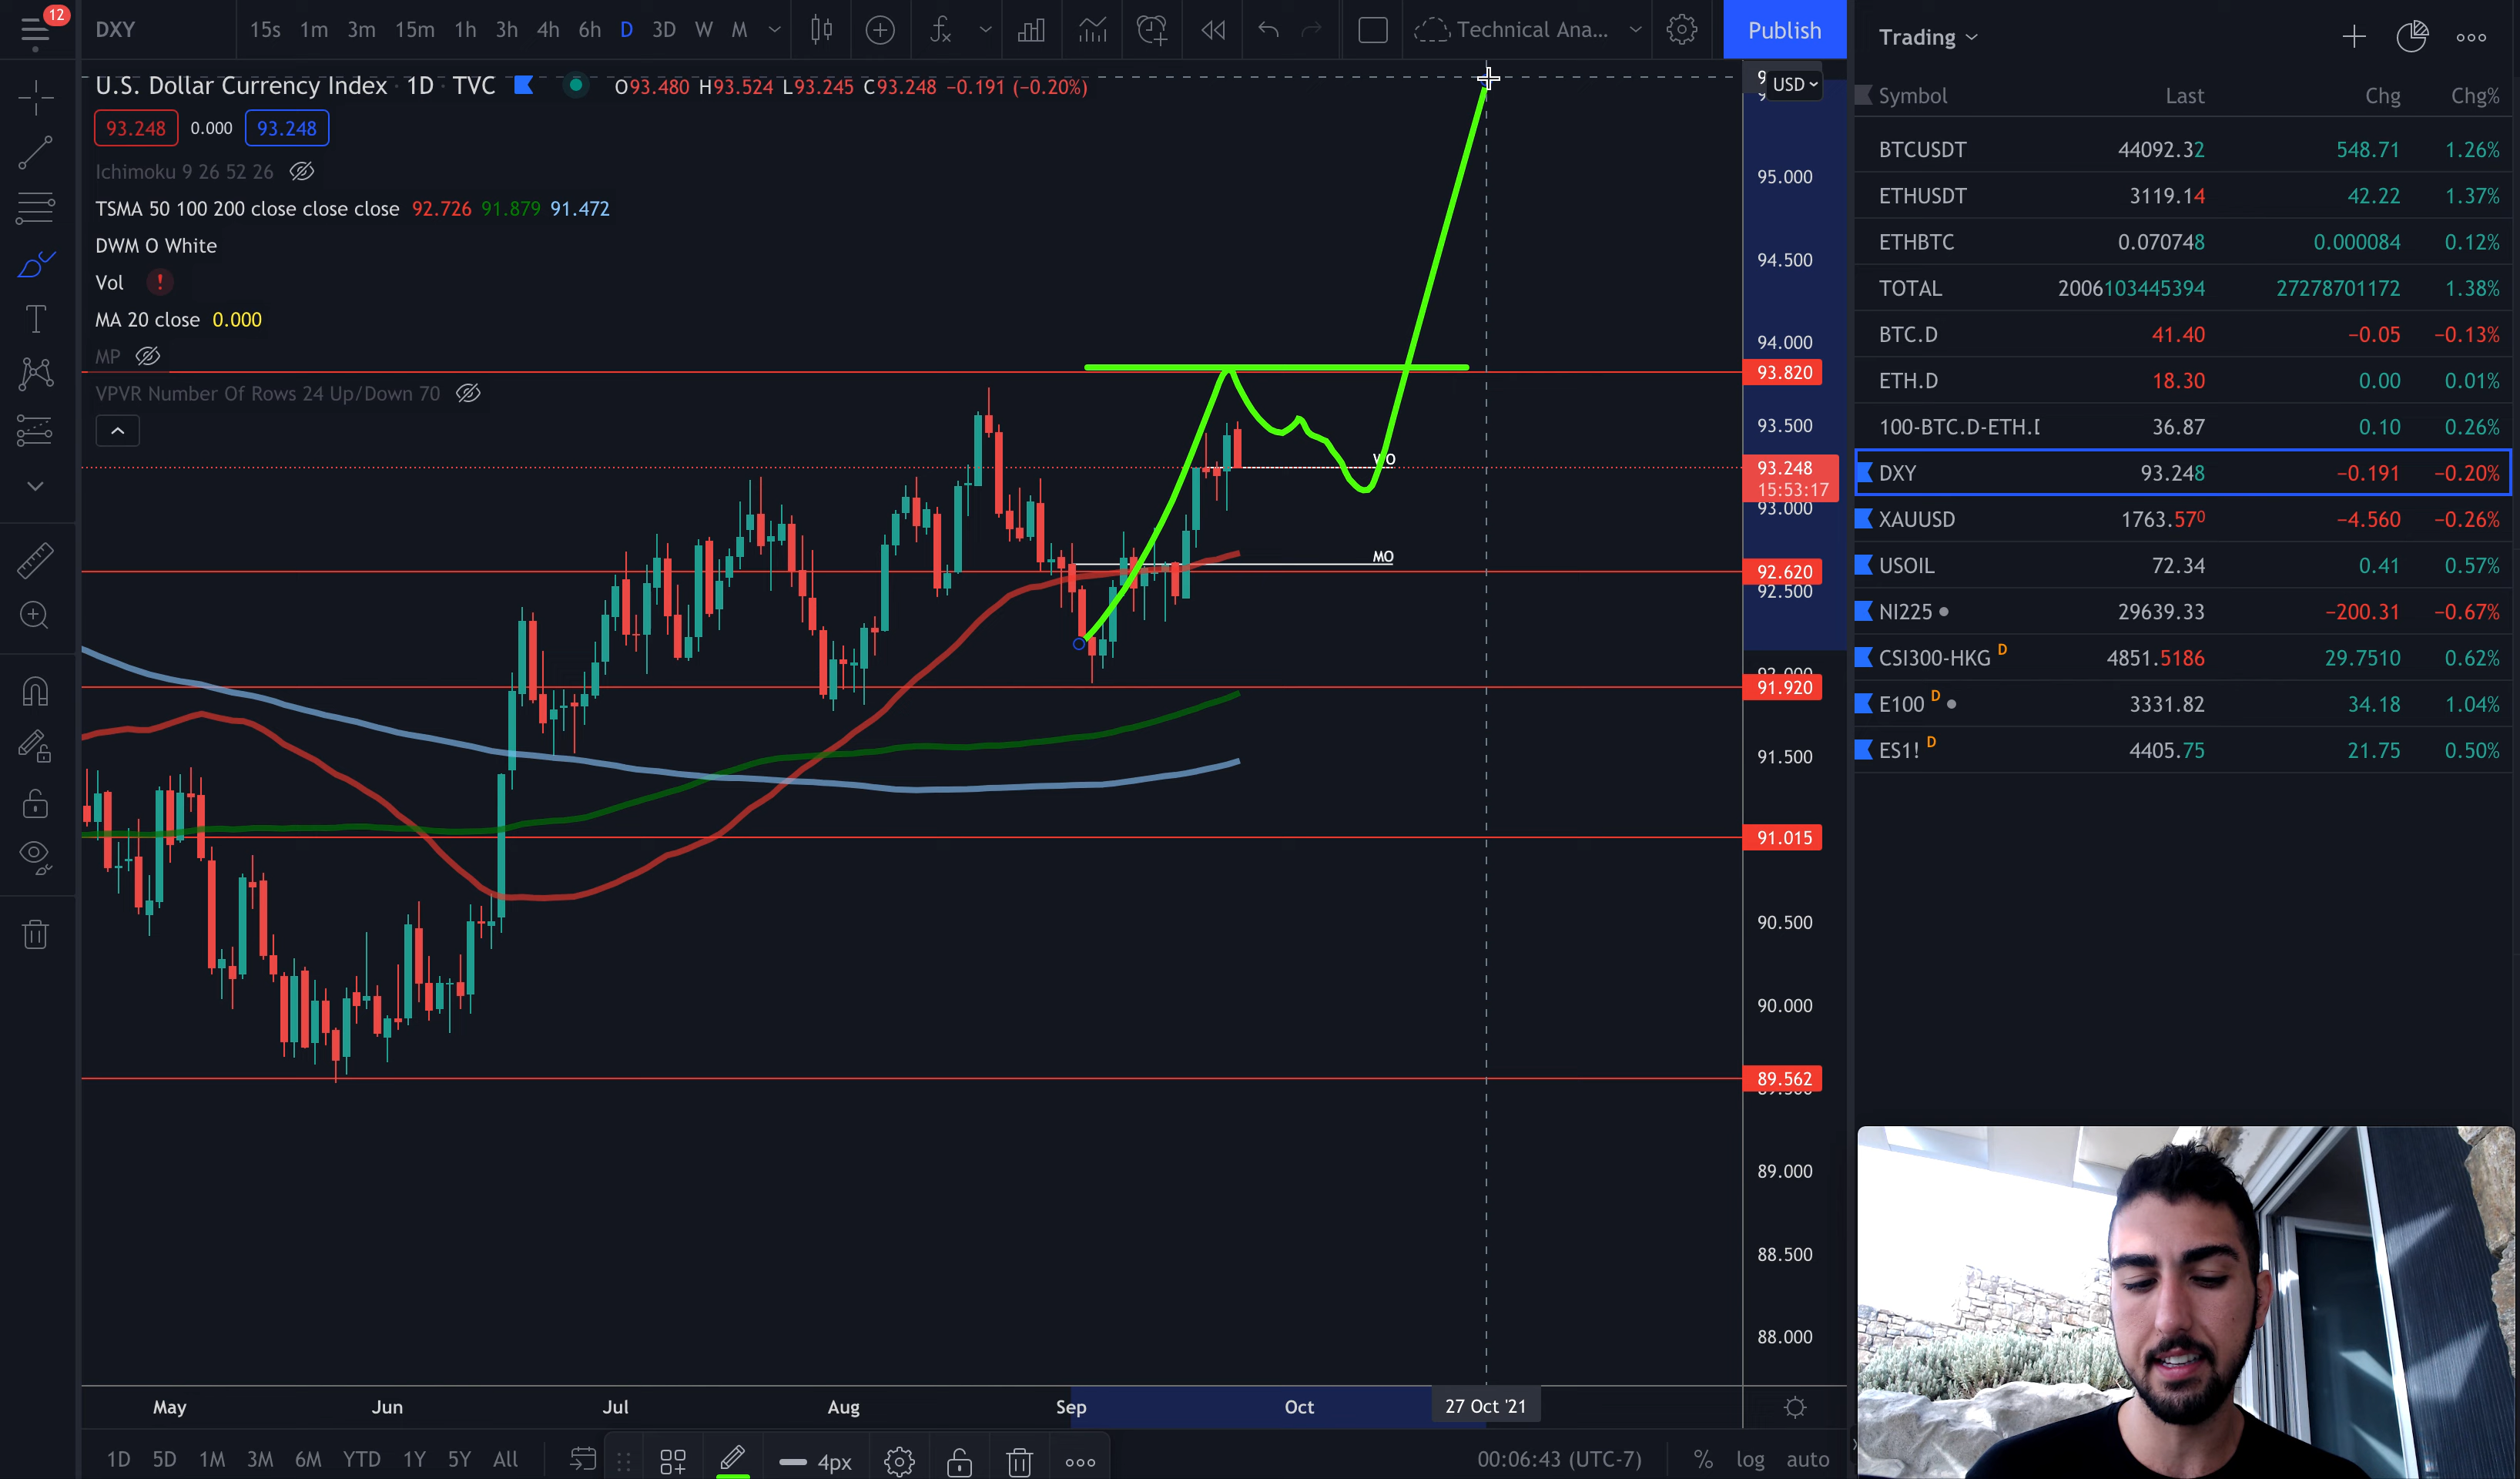 12
DXY
15s 1m 3m 15m 1h 3h 4h 6h D 3D W M
Technical Ana...
Publish
U.S. Dollar Currency Index · 1D · TVC
O93.480 H93.524 L93.245 C93.248 −0.191 (−0.20%)
USD
93.248 0.000 93.248
Ichimoku 9 26 52 26
TSMA 50 100 200 close close close 92.726 91.879 91.472
DWM O White
Vol !
MA 20 close 0.000
MP
VPVR Number Of Rows 24 Up/Down 70
MO
95.000
94.500
94.000
93.820
93.500
93.248
15:53:17
93.000
92.620
92.500
91.920
91.500
91.015
90.500
90.000
89.562
89.000
88.500
88.000
May Jun Jul Aug Sep Oct 27 Oct '21
1D 5D 1M 3M 6M YTD 1Y 5Y All
4px
00:06:43 (UTC-7) % log auto
Trading
Symbol Last Chg Chg%
BTCUSDT 44092.32 548.71 1.26%
ETHUSDT 3119.14 42.22 1.37%
ETHBTC 0.070748 0.000084 0.12%
TOTAL 2006103445394 27278701172 1.38%
BTC.D 41.40 −0.05 −0.13%
ETH.D 18.30 0.00 0.01%
100-BTC.D-ETH.D 36.87 0.10 0.26%
DXY 93.248 −0.191 −0.20%
XAUUSD 1763.570 −4.560 −0.26%
USOIL 72.34 0.41 0.57%
NI225 29639.33 −200.31 −0.67%
CSI300-HKG D 4851.5186 29.7510 0.62%
E100 D 3331.82 34.18 1.04%
ES1! D 4405.75 21.75 0.50%